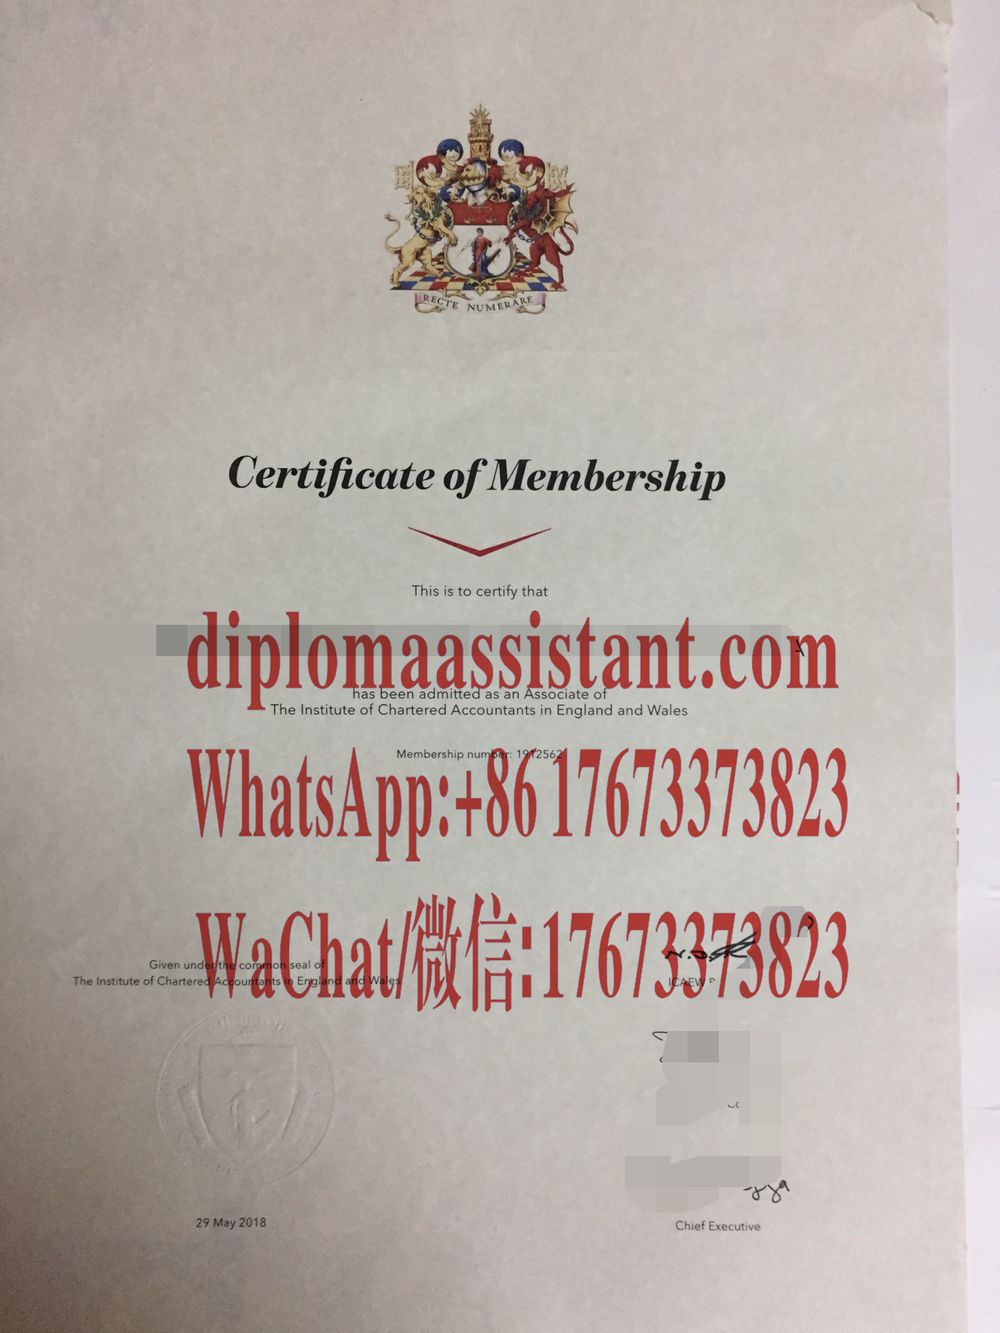 RECTE NUMERARE
Certificate of Membership
This is to certify that
diplomaassistant.com
has been admitted as an Associate of
The Institute of Chartered Accountants in England and Wales
Membership number: 1912562
WhatsApp:+86 17673373823
WaChat/微信:17673373823
Given under the common seal of
The Institute of Chartered Accountants in England and Wales
ICAEW P
29 May 2018
Chief Executive